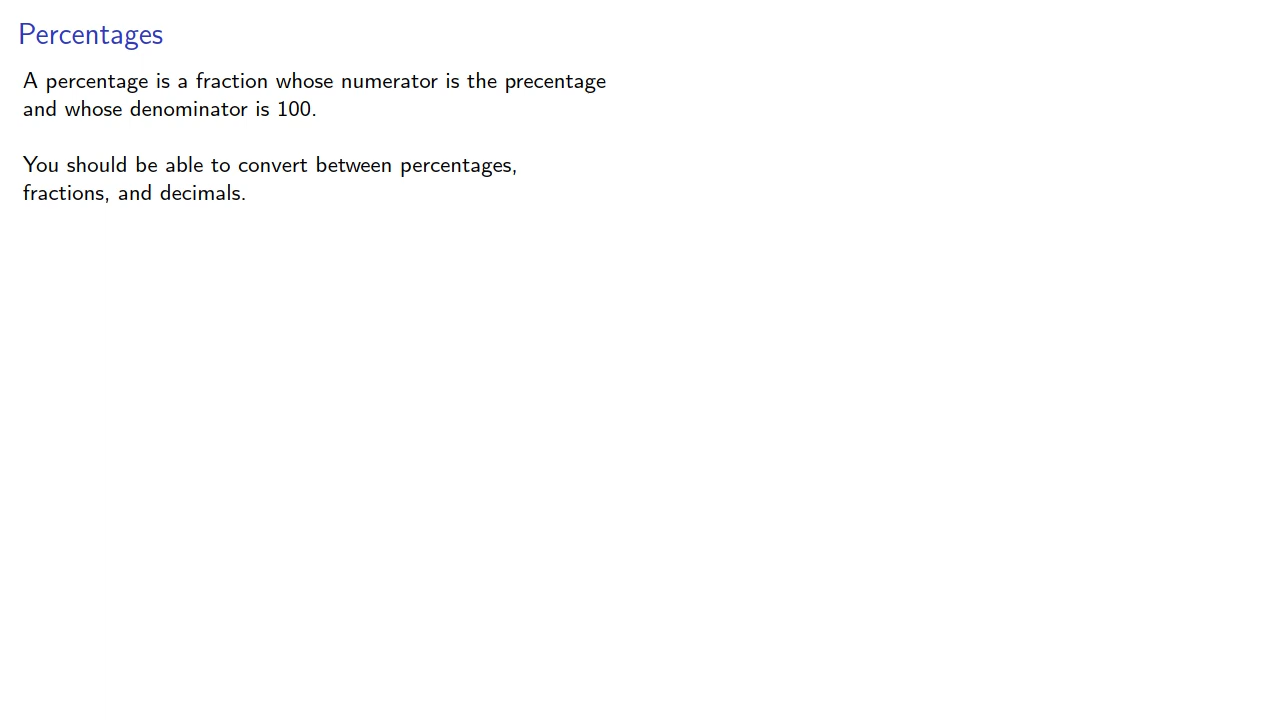 Percentages
A percentage is a fraction whose numerator is the precentage
and whose denominator is 100.
You should be able to convert between percentages,
fractions, and decimals.